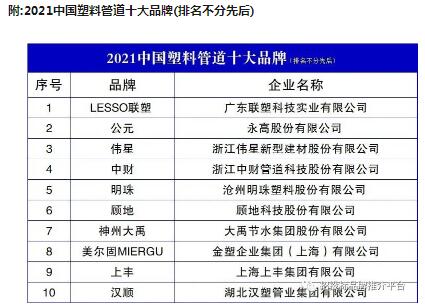 附:2021中国塑料管道十大品牌(排名不分先后)
2021中国塑料管道十大品牌(排名不分先后)
序号 品牌 企业名称
1 LESSO联塑 广东联塑科技实业有限公司
2 公元 永高股份有限公司
3 伟星 浙江伟星新型建材股份有限公司
4 中财 浙江中财管道科技股份有限公司
5 明珠 沧州明珠塑料股份有限公司
6 顾地 顾地科技股份有限公司
7 神州大禹 大禹节水集团股份有限公司
8 美尔固MIERGU 金塑企业集团（上海）有限公司
9 上丰 上海上丰集团有限公司
10 汉顺 湖北汉塑管业集团有限公司
品牌推介平台